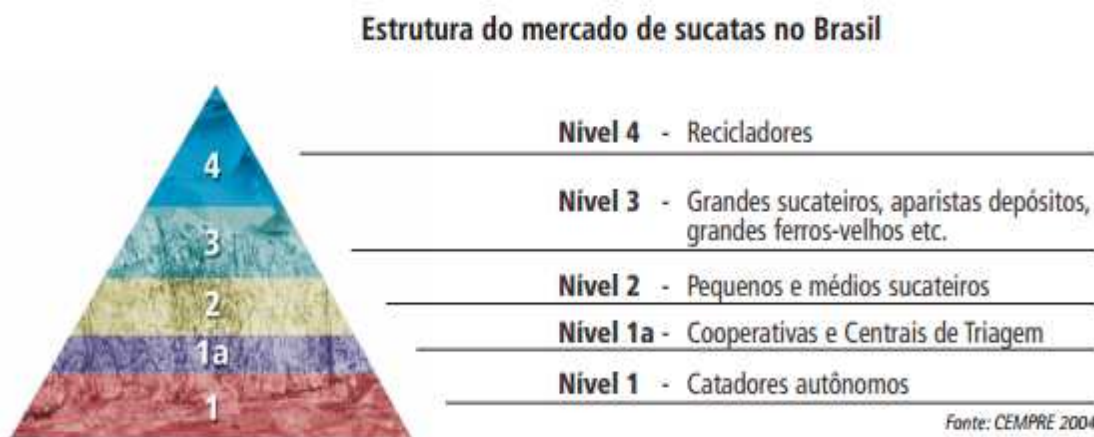 Estrutura do mercado de sucatas no Brasil
4
3
2
1a
1
Nível 4 - Recicladores
Nível 3 - Grandes sucateiros, aparistas depósitos,
grandes ferros-velhos etc.
Nível 2 - Pequenos e médios sucateiros
Nível 1a - Cooperativas e Centrais de Triagem
Nível 1 - Catadores autônomos
Fonte: CEMPRE 2004